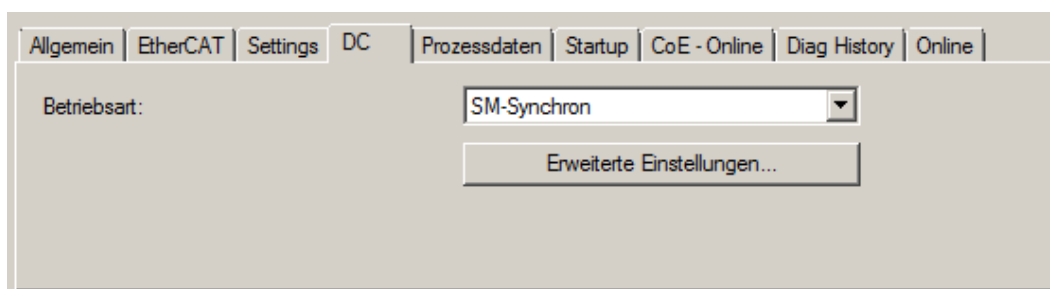 Allgemein EtherCAT Settings DC Prozessdaten Startup CoE - Online Diag History Online
Betriebsart: SM-Synchron
Erweiterte Einstellungen...